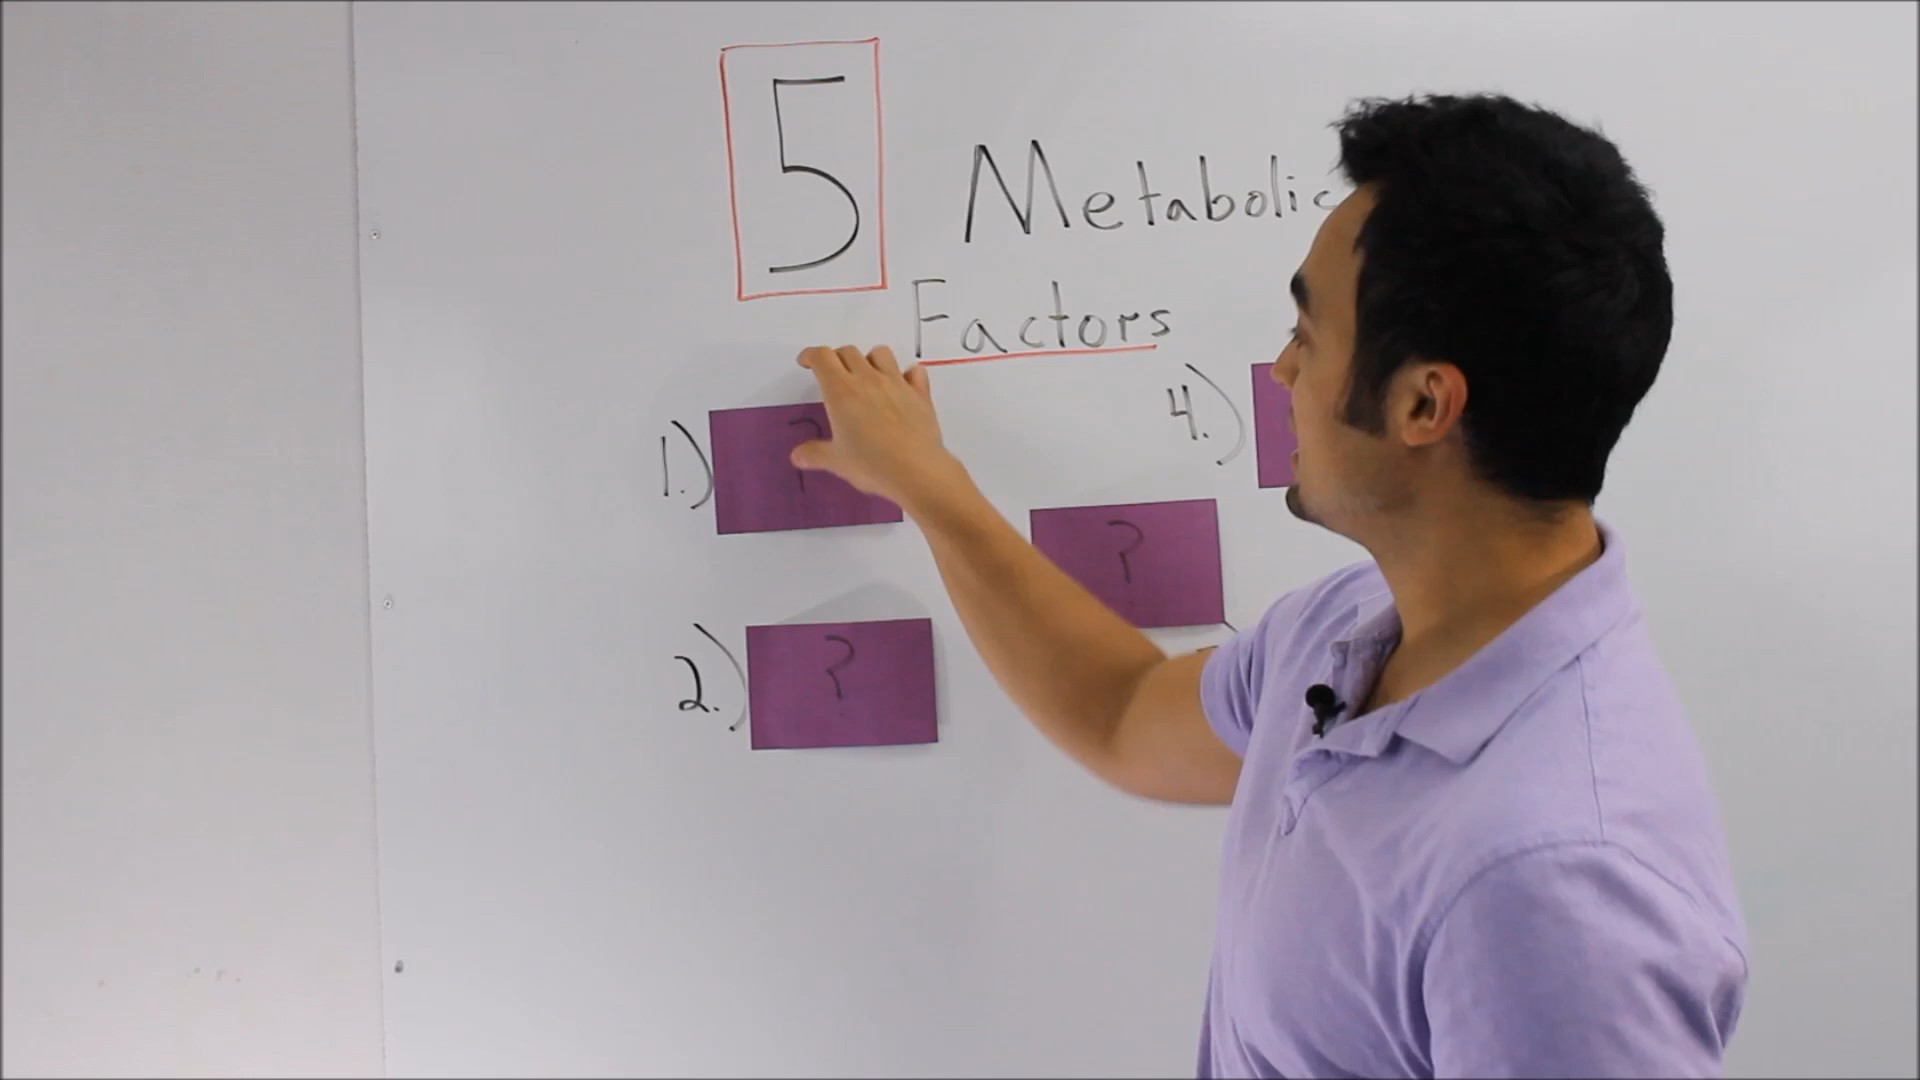 5 Metabolic
Factors
1.) ?
4.)
?
2.) ?